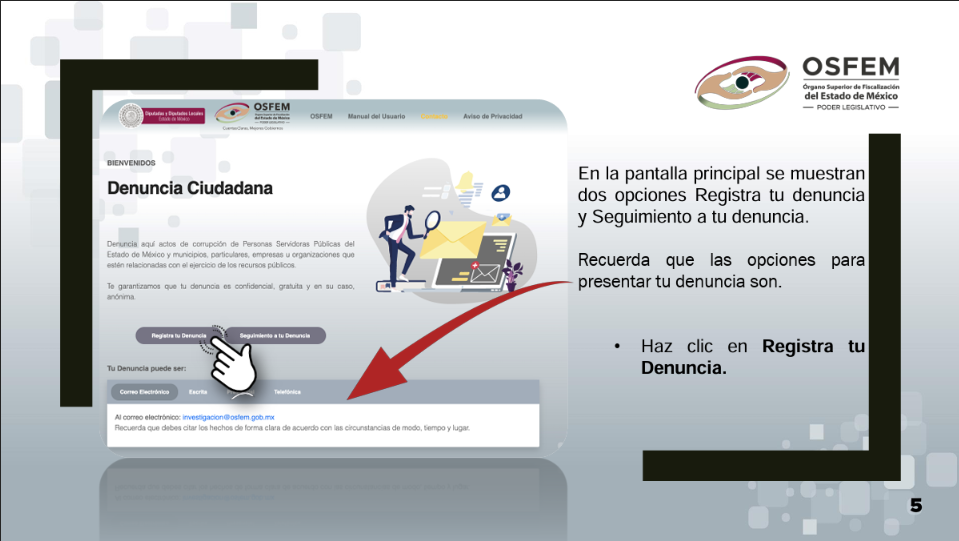 OSFEM
Órgano Superior de Fiscalización
del Estado de México
PODER LEGISLATIVO
Diputadas y Diputados Locales
Estado de México
OSFEM
Cuentas Claras, Mejores Gobiernos
OSFEM Manual del Usuario Aviso de Privacidad
BIENVENIDOS
Denuncia Ciudadana
Denuncia aquí actos de corrupción de Personas Servidoras Públicas del
Estado de México y municipios, particulares, empresas u organizaciones que
estén relacionadas con el ejercicio de los recursos públicos.
Te garantizamos que tu denuncia es confidencial, gratuita y en su caso,
anónima.
Registra tu Denuncia Seguimiento a tu Denuncia
Tu Denuncia puede ser:
Correo Electrónico Escrita Telefónica
Al correo electrónico: investigacion@osfem.gob.mx
Recuerda que debes citar los hechos de forma clara de acuerdo con las circunstancias de modo, tiempo y lugar.
En la pantalla principal se muestran
dos opciones Registra tu denuncia
y Seguimiento a tu denuncia.
Recuerda que las opciones para
presentar tu denuncia son.
• Haz clic en Registra tu
Denuncia.
5